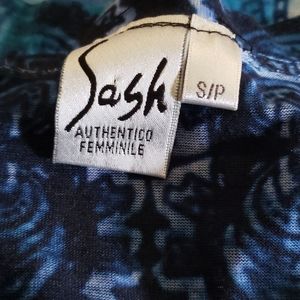 Sash
AUTHENTICO
FEMMINILE
S/P